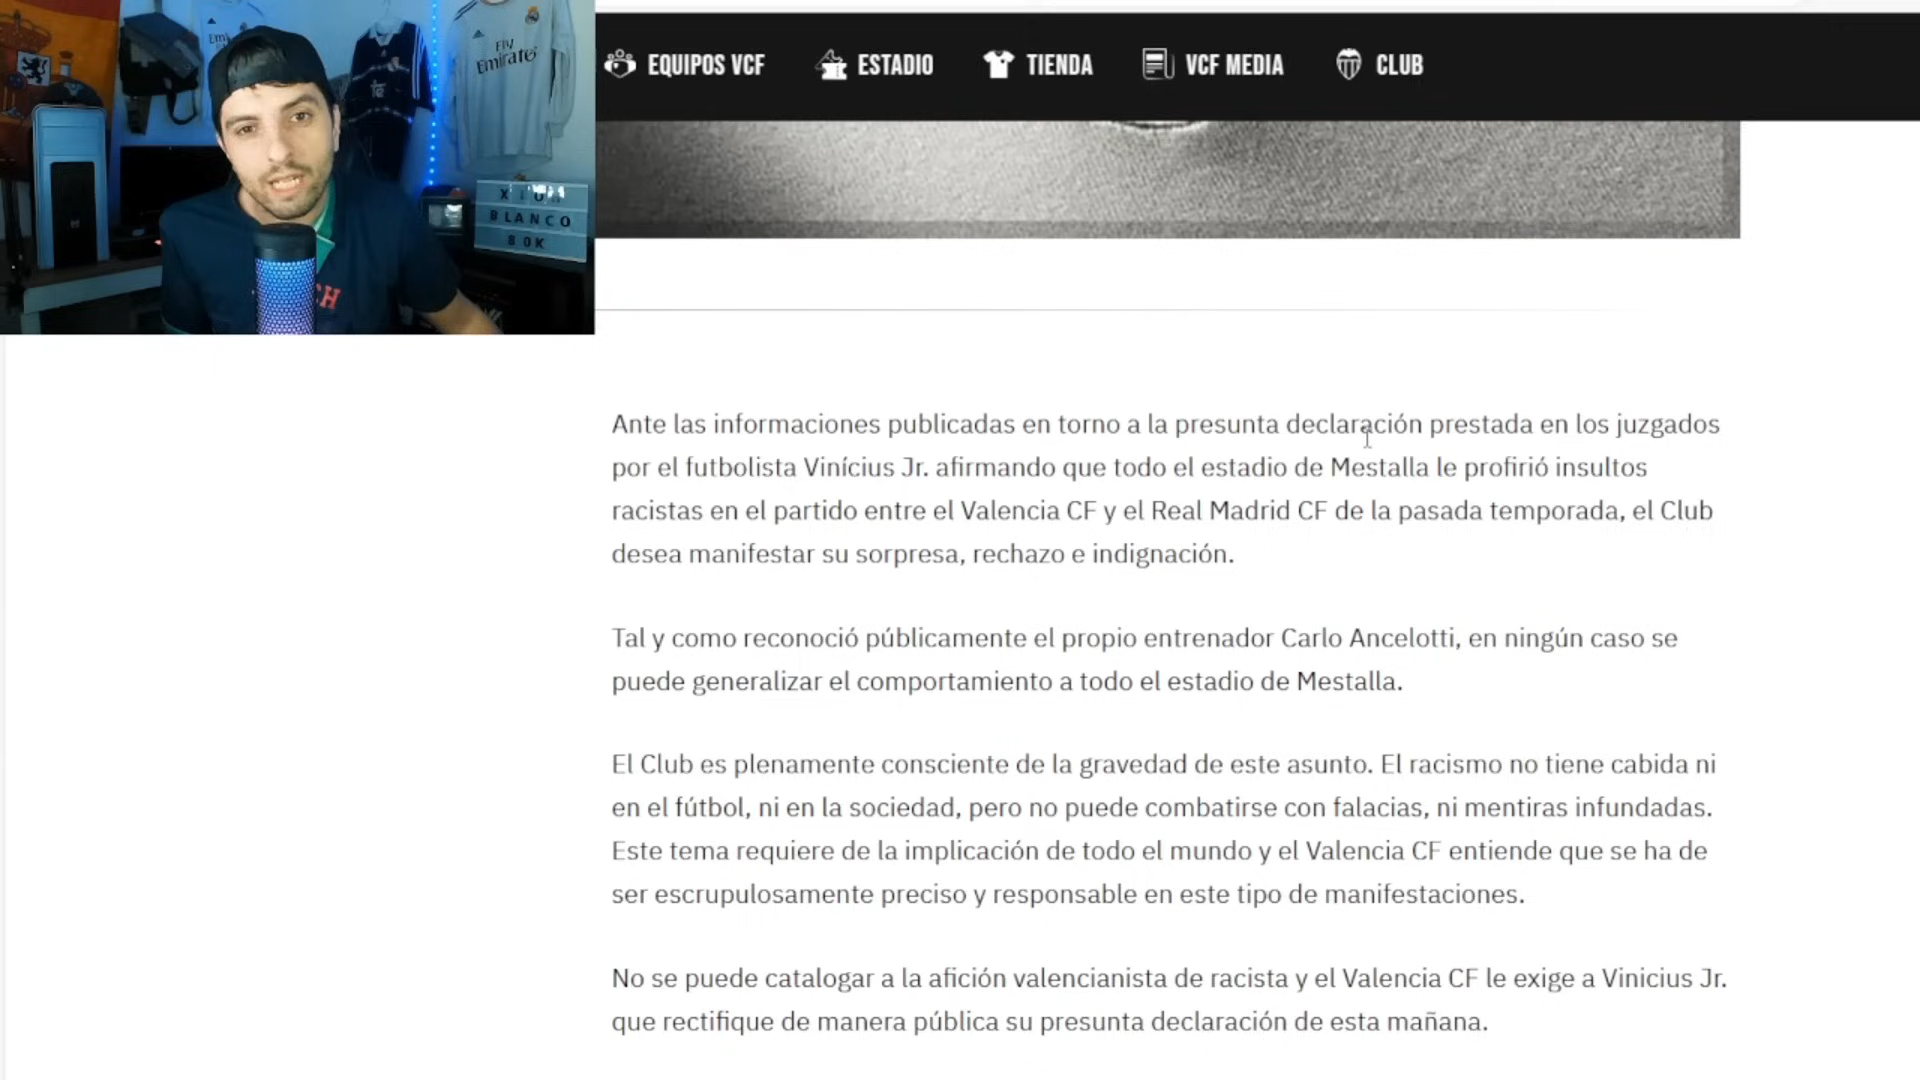 Fly
Emirates
BLANCO
80K
EQUIPOS VCF
ESTADIO
TIENDA
VCF MEDIA
CLUB
Ante las informaciones publicadas en torno a la presunta declaración prestada en los juzgados
por el futbolista Vinícius Jr. afirmando que todo el estadio de Mestalla le profirió insultos
racistas en el partido entre el Valencia CF y el Real Madrid CF de la pasada temporada, el Club
desea manifestar su sorpresa, rechazo e indignación.
Tal y como reconoció públicamente el propio entrenador Carlo Ancelotti, en ningún caso se
puede generalizar el comportamiento a todo el estadio de Mestalla.
El Club es plenamente consciente de la gravedad de este asunto. El racismo no tiene cabida ni
en el fútbol, ni en la sociedad, pero no puede combatirse con falacias, ni mentiras infundadas.
Este tema requiere de la implicación de todo el mundo y el Valencia CF entiende que se ha de
ser escrupulosamente preciso y responsable en este tipo de manifestaciones.
No se puede catalogar a la afición valencianista de racista y el Valencia CF le exige a Vinicius Jr.
que rectifique de manera pública su presunta declaración de esta mañana.